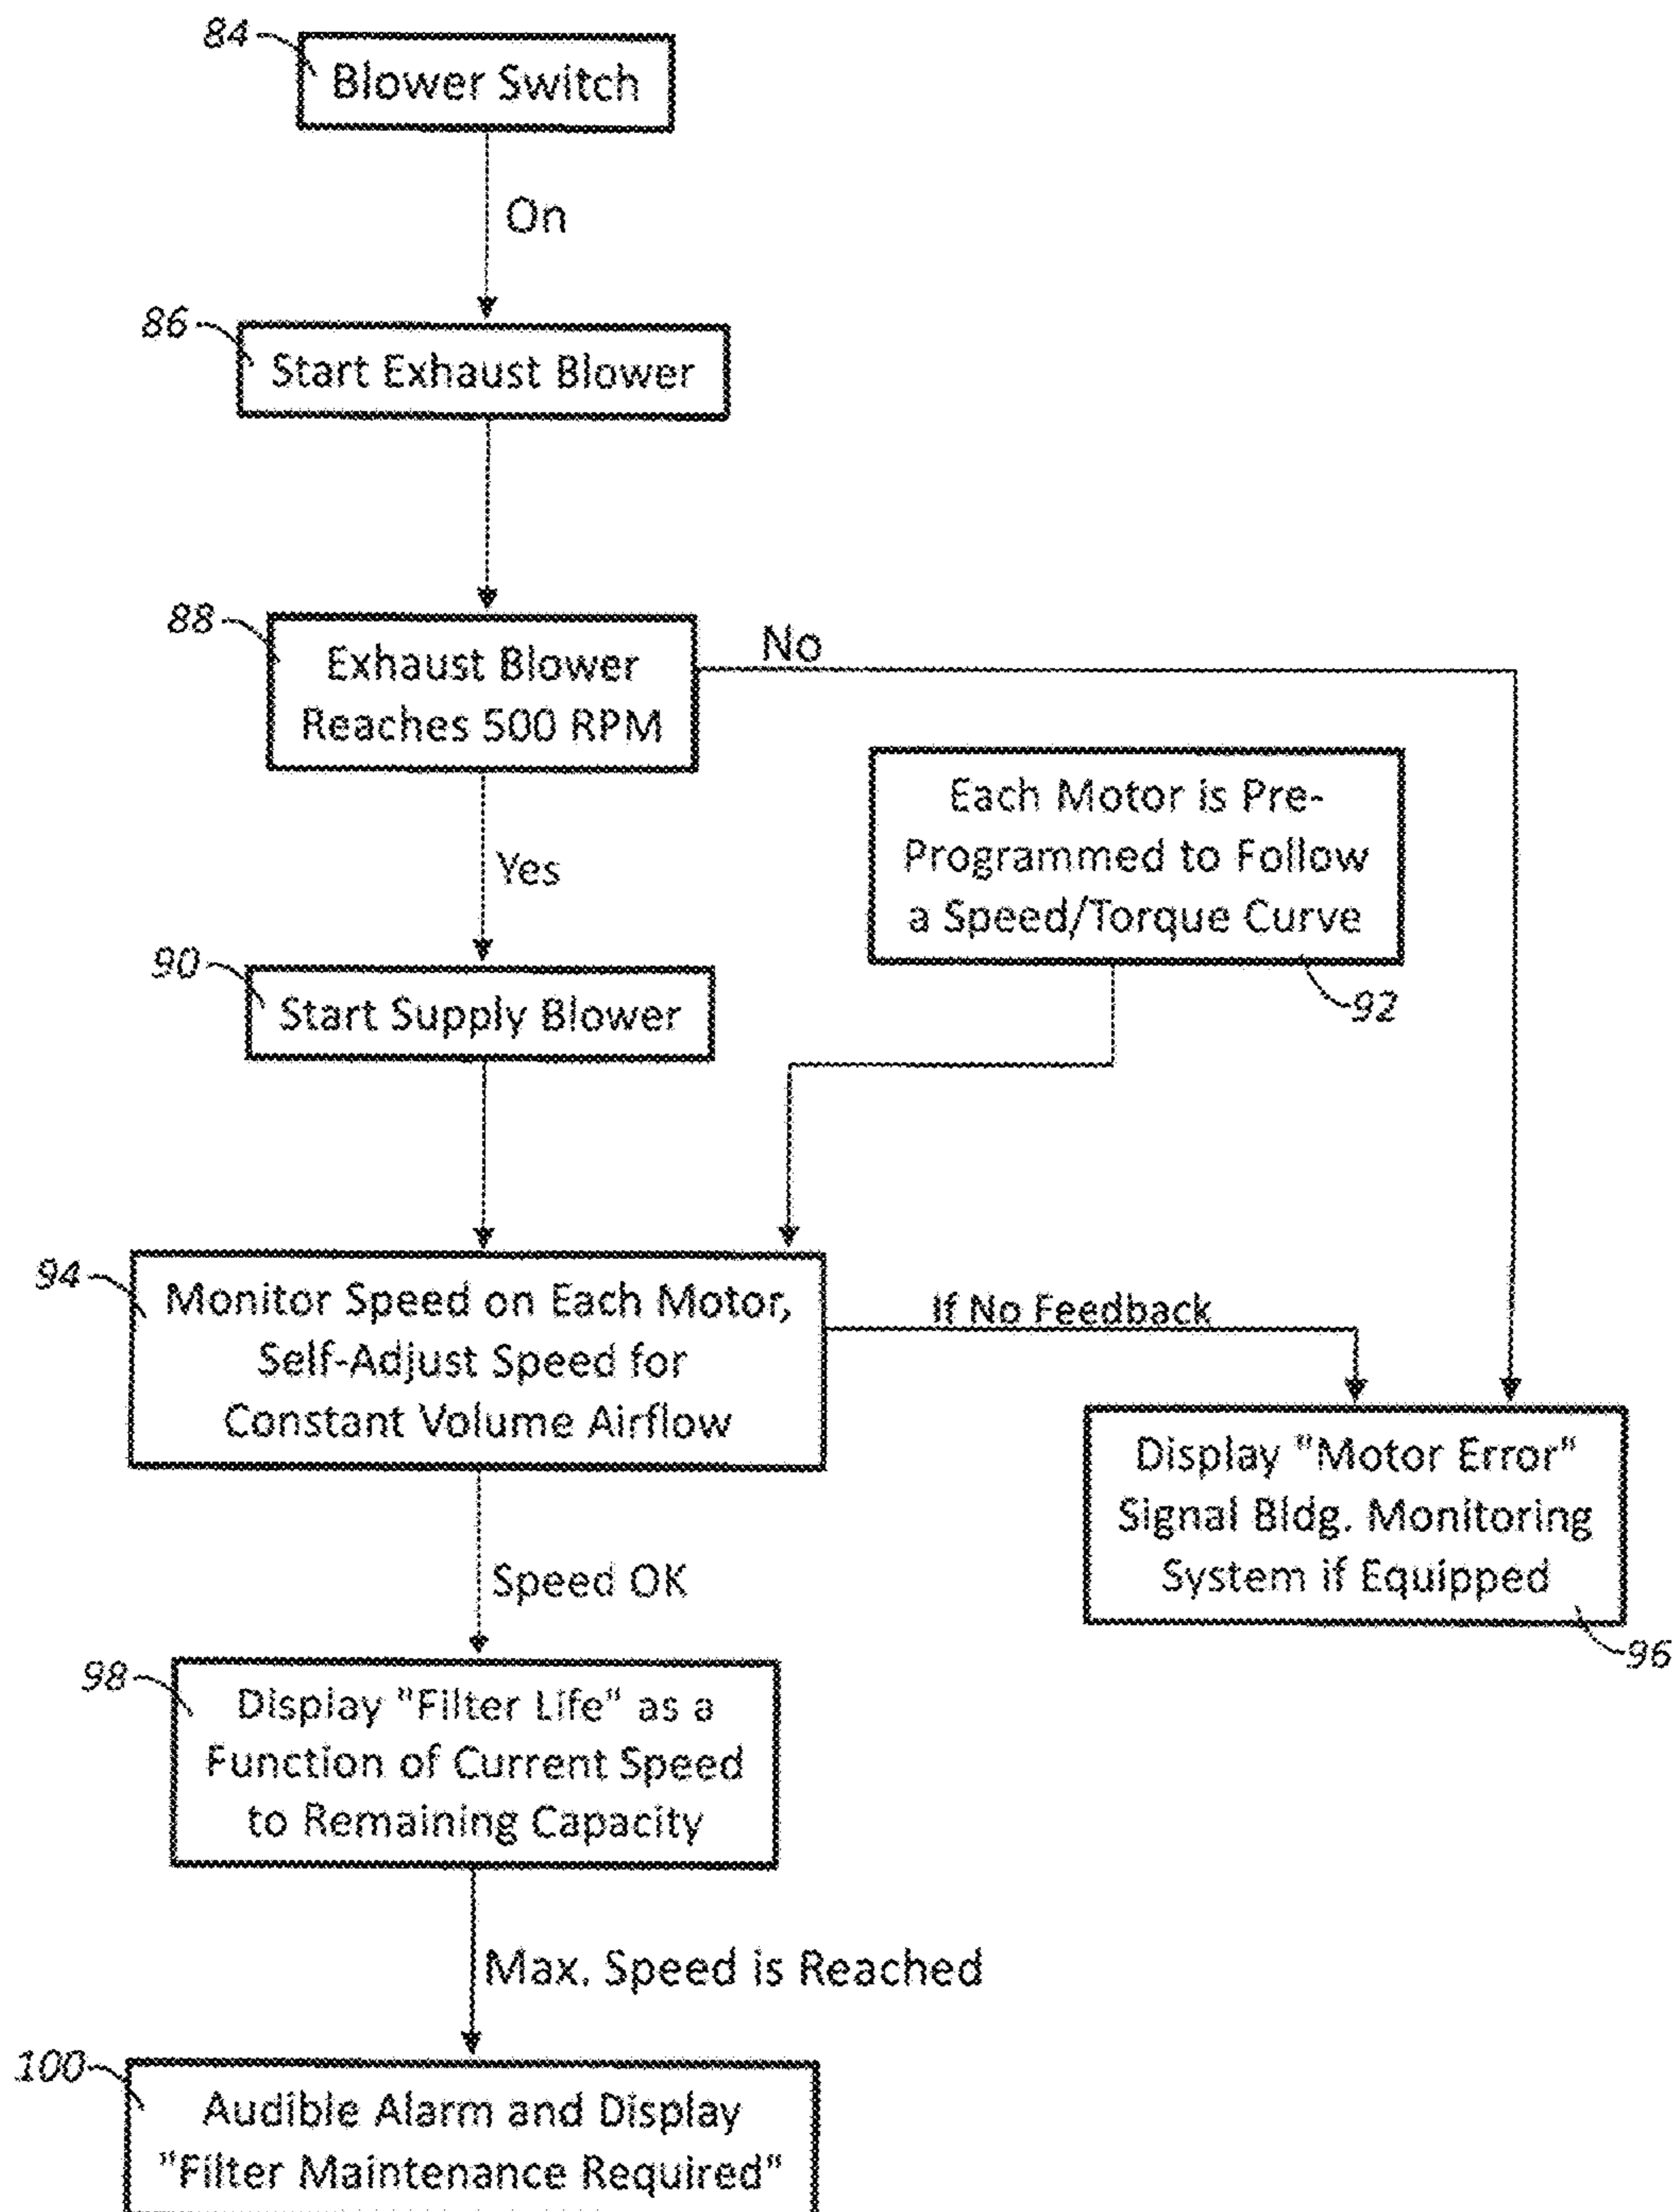 84
Blower Switch
On
86
Start Exhaust Blower
88
Exhaust Blower
Reaches 500 RPM
No
Yes
Each Motor is Pre-
Programmed to Follow
a Speed/Torque Curve
92
90
Start Supply Blower
94
Monitor Speed on Each Motor,
Self-Adjust Speed for
Constant Volume Airflow
If No Feedback
Display "Motor Error"
Signal Bldg. Monitoring
System if Equipped
96
Speed OK
98
Display "Filter Life" as a
Function of Current Speed
to Remaining Capacity
Max. Speed is Reached
100
Audible Alarm and Display
"Filter Maintenance Required"